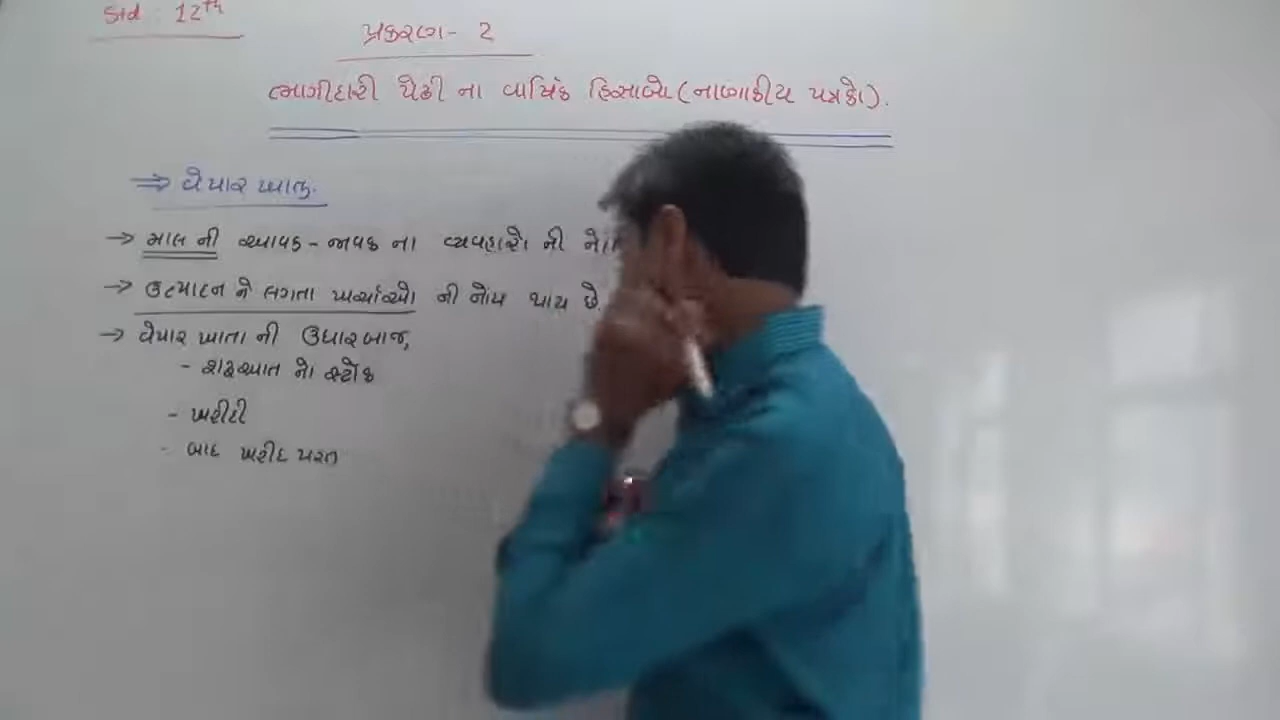 Std : 12th
પ્રકરણ - 2
ભાગીદારી પેઢી ના વાર્ષિક હિસાબો (નાણાકીય પત્રકો).
⇒ વેપાર ખાતુ.
→ માલ ની આવક - જાવક ના વ્યવહારો ની
→ ઉત્પાદન ને લગતા ખર્ચાઓ ની નોંધ થાય છે.
→ વેપાર ખાતા ની ઉધાર બાજુ,
- શરૂઆત નો સ્ટોક
- ખરીદી
- બાદ ખરીદ પરત